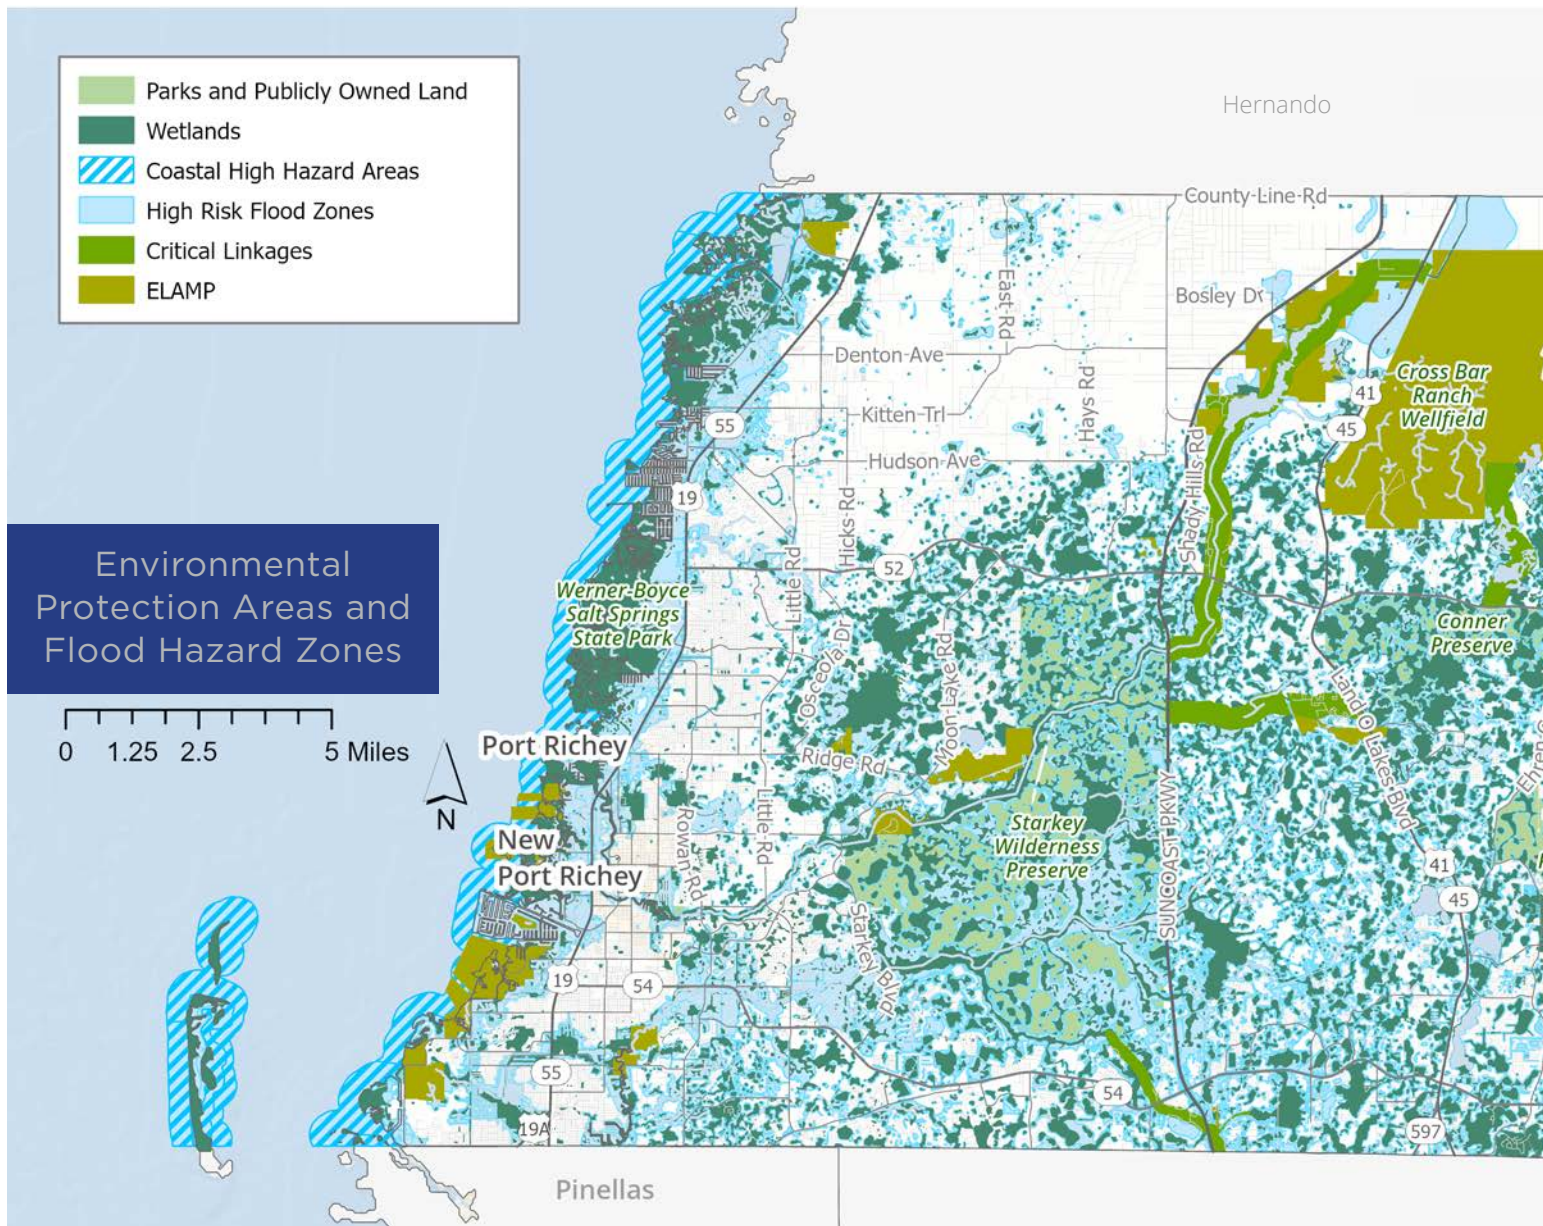 Parks and Publicly Owned Land
Wetlands
Coastal High Hazard Areas
High Risk Flood Zones
Critical Linkages
ELAMP
Hernando
County Line Rd
East Rd
Bosley Dr
Denton Ave
Cross Bar
Ranch
Wellfield
Hays Rd
41
Kitten Trl
55
45
Hudson Ave
Shady Hills Rd
19
Hicks Rd
Environmental
Protection Areas and
Flood Hazard Zones
Little Rd
52
Werner-Boyce
Salt Springs
State Park
Osceola Dr
Moon Lake Rd
Conner
Preserve
Land O Lakes Blvd
0 1.25 2.5 5 Miles
N
Port Richey
Ridge Rd
SUNCOAST PKWY
New
Port Richey
Rowan Rd
Little Rd
Starkey
Wilderness
Preserve
41
45
Starkey Blvd
19
54
55
54
19A
597
Pinellas